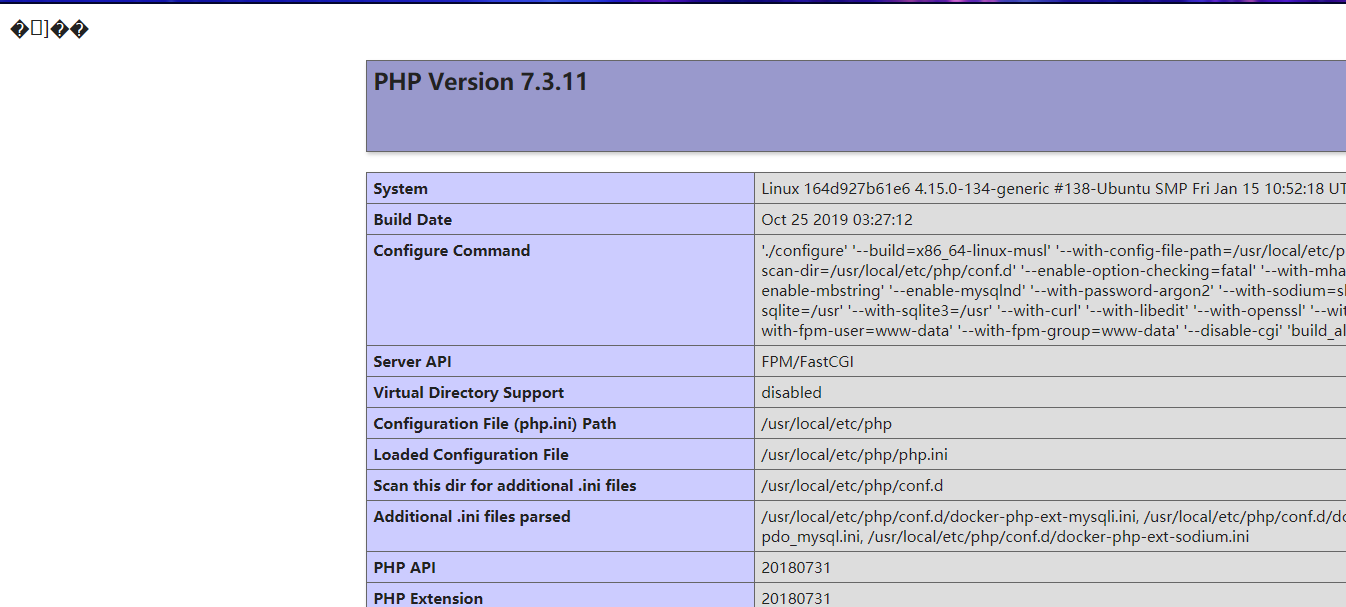 PHP Version 7.3.11
System Linux 164d927b61e6 4.15.0-134-generic #138-Ubuntu SMP Fri Jan 15 10:52:18
Build Date Oct 25 2019 03:27:12
Configure Command './configure' '--build=x86_64-linux-musl' '--with-config-file-path=/usr/local/etc/p
scan-dir=/usr/local/etc/php/conf.d' '--enable-option-checking=fatal' '--with-mha
enable-mbstring' '--enable-mysqlnd' '--with-password-argon2' '--with-sodium=s
sqlite=/usr' '--with-sqlite3=/usr' '--with-curl' '--with-libedit' '--with-openssl' '--wit
with-fpm-user=www-data' '--with-fpm-group=www-data' '--disable-cgi' 'build_al
Server API FPM/FastCGI
Virtual Directory Support disabled
Configuration File (php.ini) Path /usr/local/etc/php
Loaded Configuration File /usr/local/etc/php/php.ini
Scan this dir for additional .ini files /usr/local/etc/php/conf.d
Additional .ini files parsed /usr/local/etc/php/conf.d/docker-php-ext-mysqli.ini, /usr/local/etc/php/conf.d/do
pdo_mysql.ini, /usr/local/etc/php/conf.d/docker-php-ext-sodium.ini
PHP API 20180731
PHP Extension 20180731